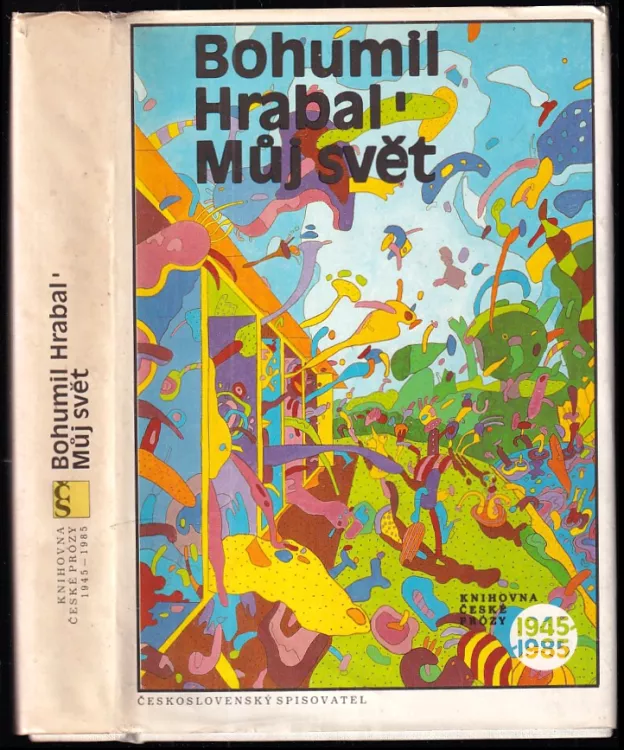 Bohumil Hrabal'
Můj svět
ČS
KNIHOVNA
ČESKÉ PRÓZY
1945—1985
Bohumil
Hrabal'
Můj svět
KNIHOVNA
ČESKÉ
PRÓZY
1945-
-1985
ČESKOSLOVENSKÝ SPISOVATEL